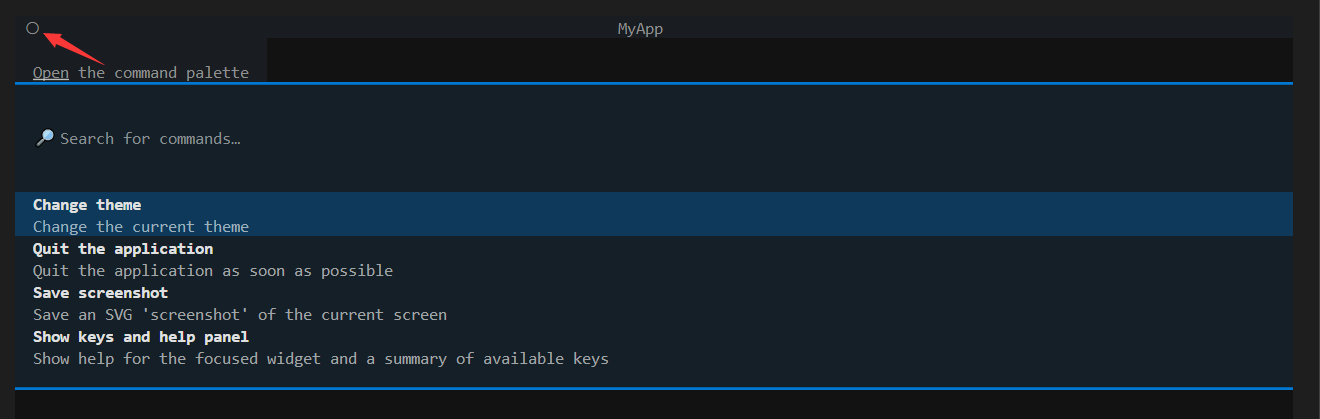 MyApp
Open the command palette
Search for commands…
Change theme
Change the current theme
Quit the application
Quit the application as soon as possible
Save screenshot
Save an SVG 'screenshot' of the current screen
Show keys and help panel
Show help for the focused widget and a summary of available keys